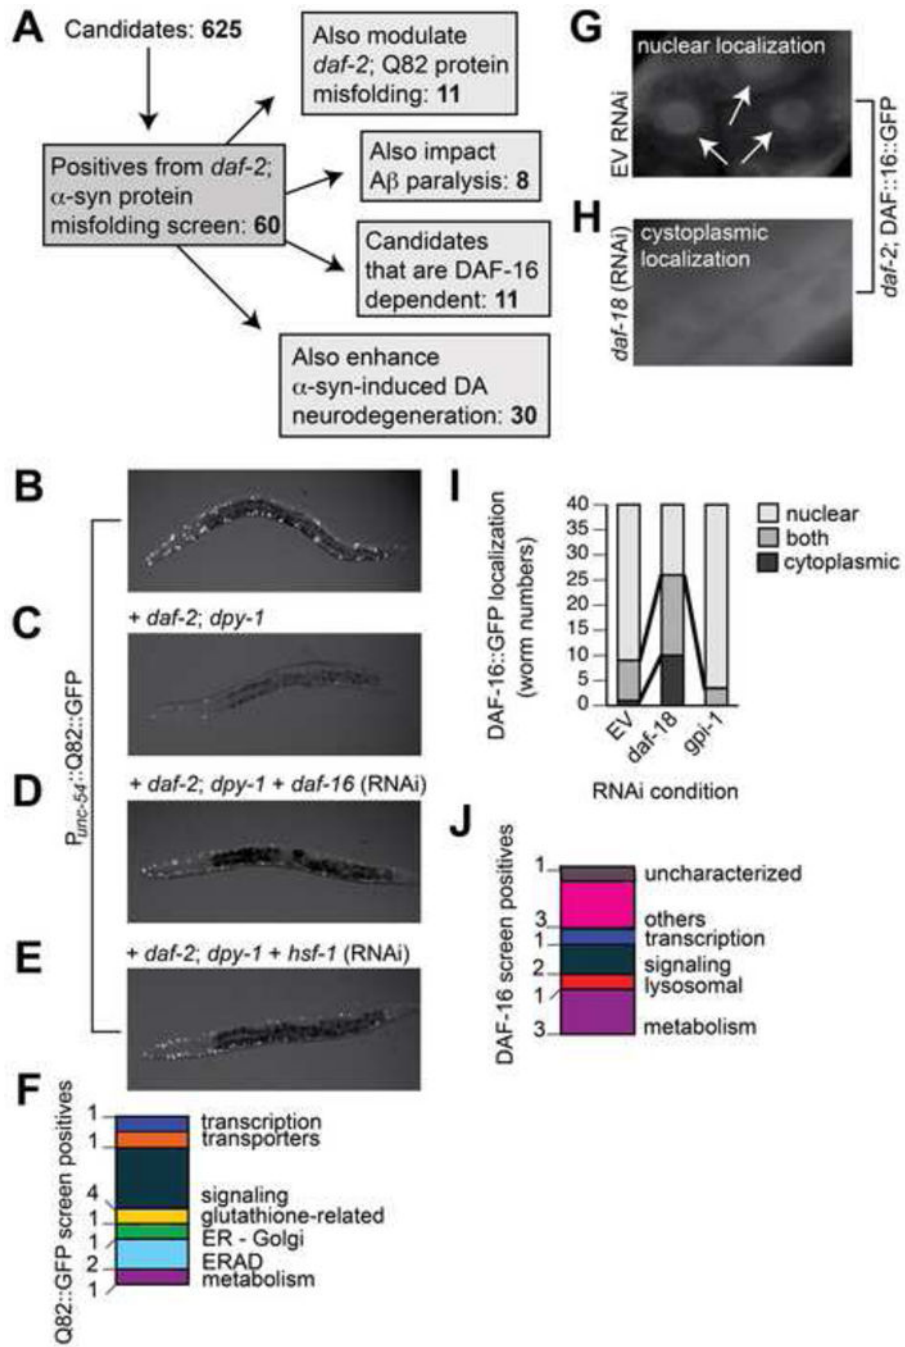 A
Candidates: 625
Also modulate
daf-2; Q82 protein
misfolding: 11
Positives from daf-2;
α-syn protein
misfolding screen: 60
Also impact
Aβ paralysis: 8
Candidates
that are DAF-16
dependent: 11
Also enhance
α-syn-induced DA
neurodegeneration: 30
G
nuclear localization
EV RNAi
H
cystoplasmic
localization
daf-18 (RNAi)
daf-2; DAF::16::GFP
B
C
+ daf-2; dpy-1
D
+ daf-2; dpy-1 + daf-16 (RNAi)
E
+ daf-2; dpy-1 + hsf-1 (RNAi)
Punc-54::Q82::GFP
F
Q82::GFP screen positives
1
transcription
1
transporters
4
signaling
1
glutathione-related
1
ER - Golgi
2
ERAD
1
metabolism
I
DAF-16::GFP localization
(worm numbers)
40
35
30
25
20
15
10
5
0
nuclear
both
cytoplasmic
EV
daf-18
gpi-1
RNAi condition
J
DAF-16 screen positives
1
uncharacterized
3
others
1
transcription
2
signaling
1
lysosomal
3
metabolism